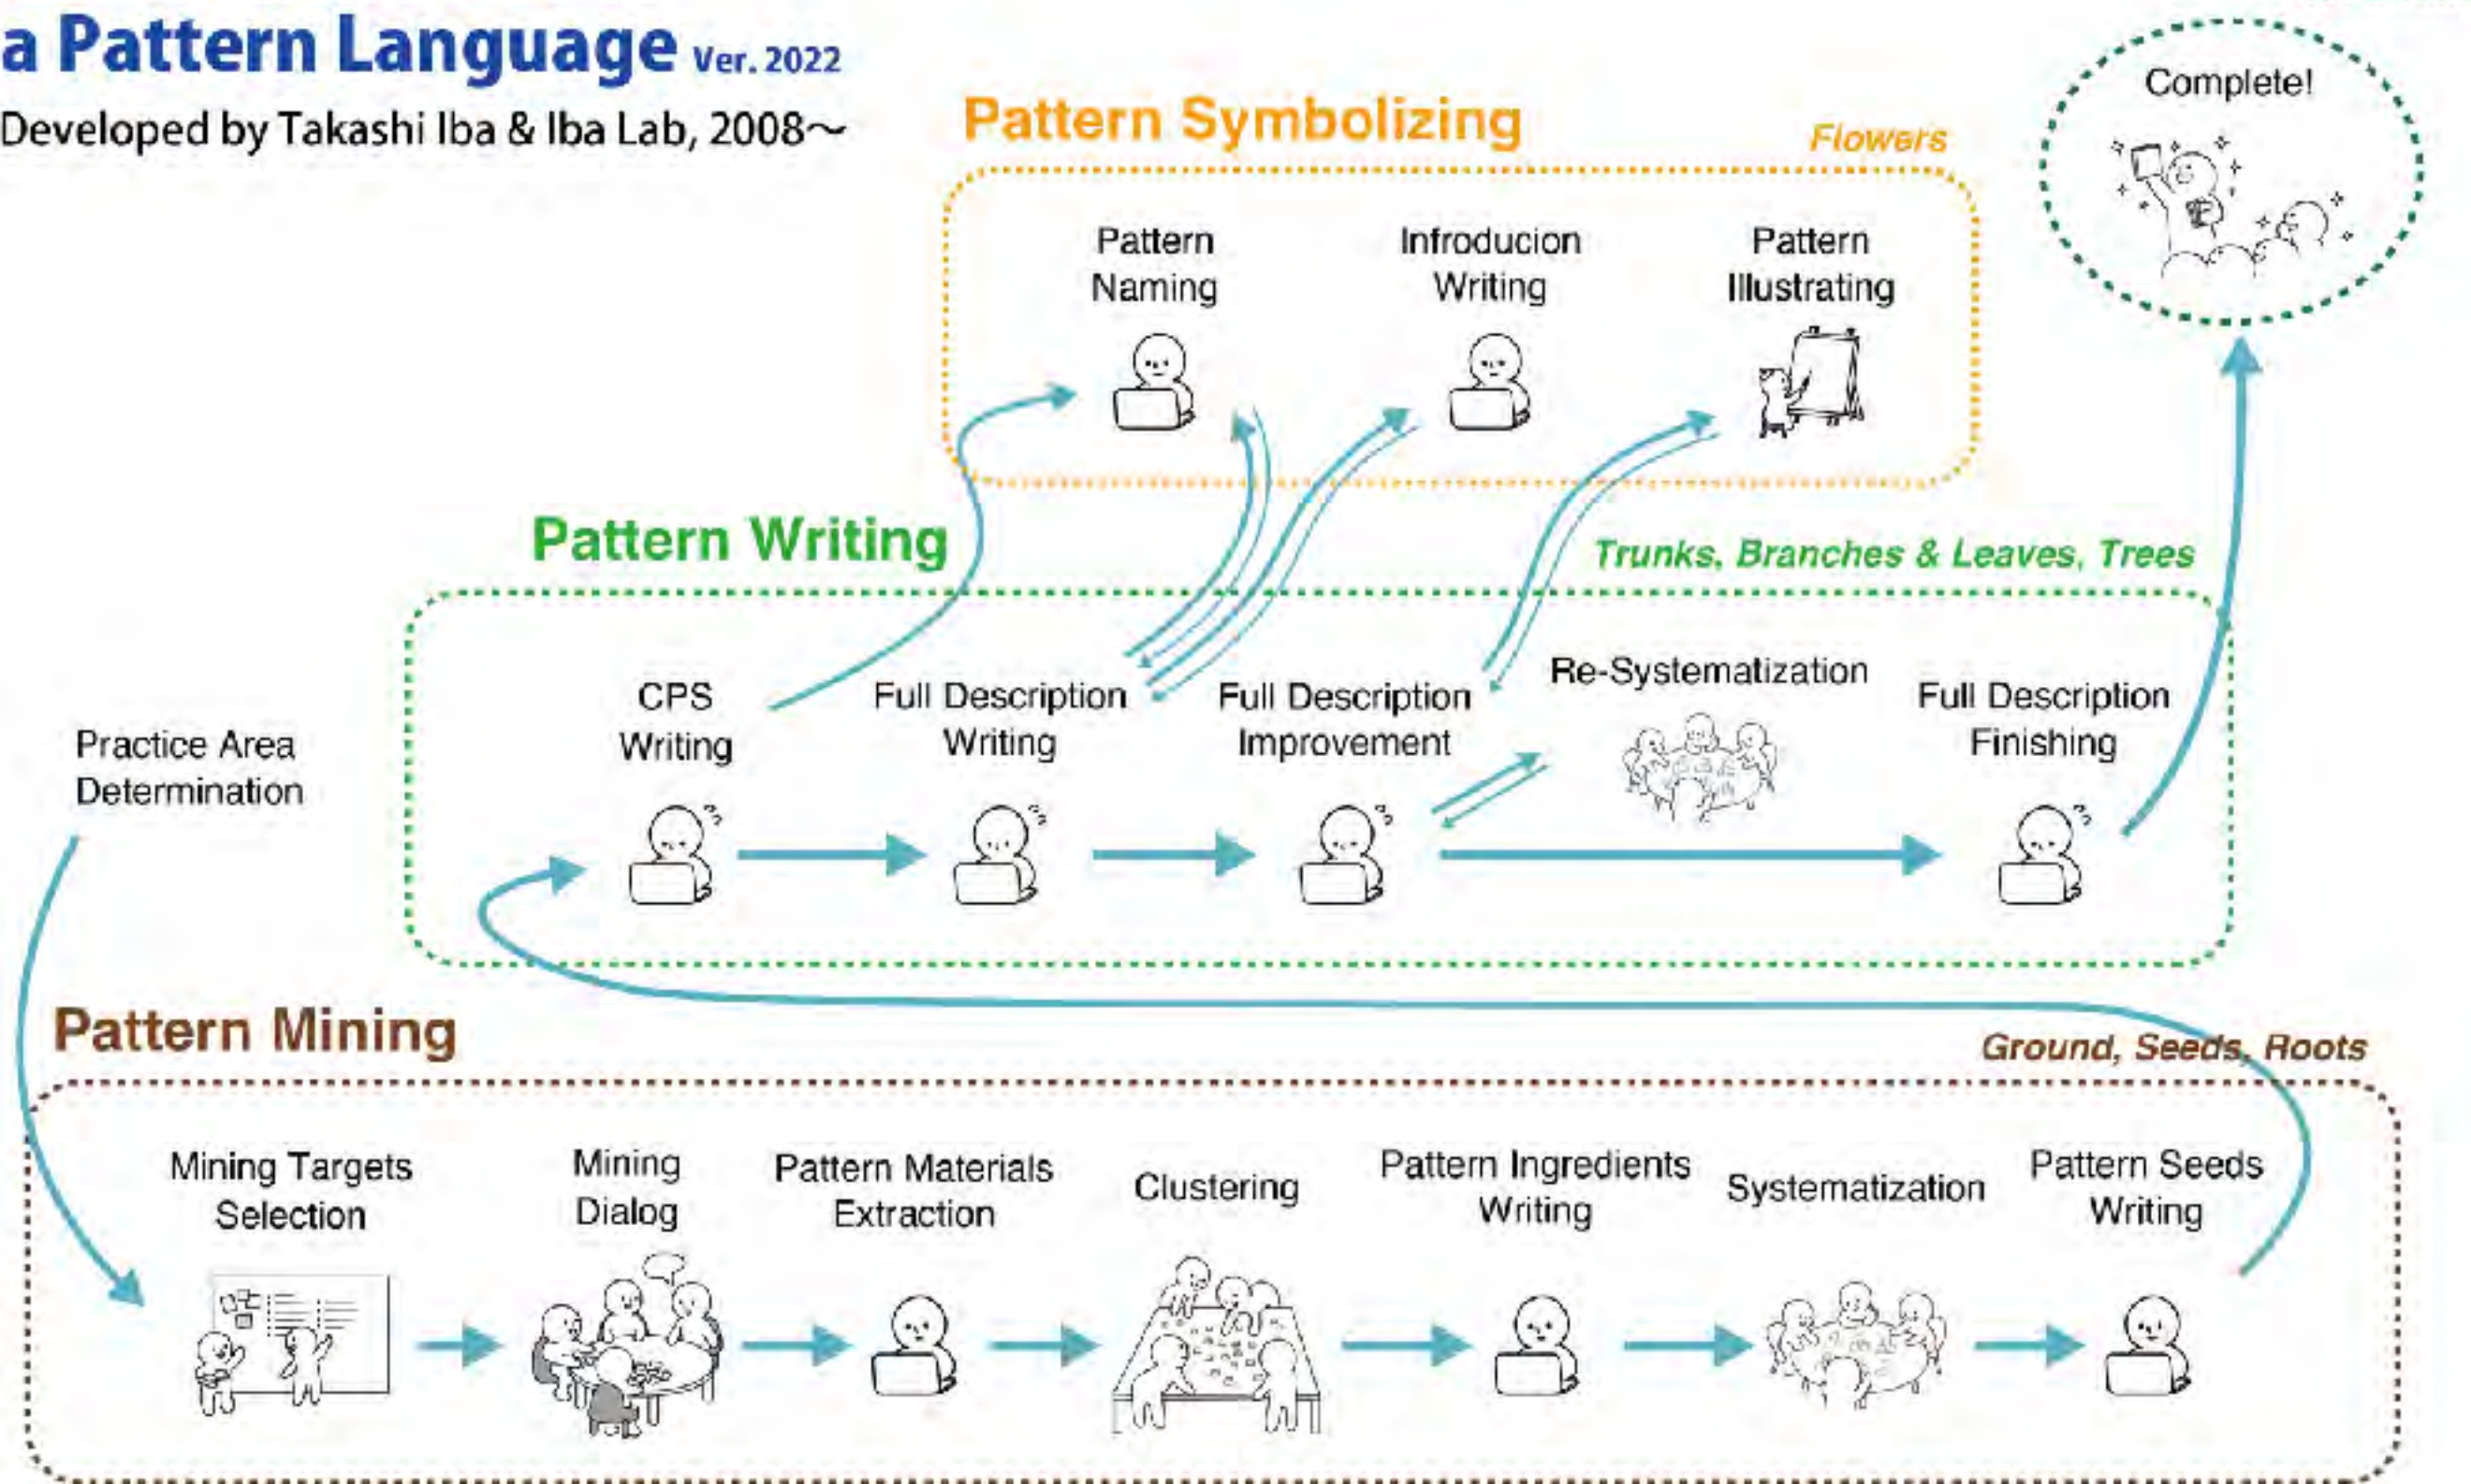 a Pattern Language Ver. 2022
Developed by Takashi Iba & Iba Lab, 2008～
Complete!
Pattern Symbolizing
Flowers
Pattern
Naming
Infroducion
Writing
Pattern
Illustrating
Pattern Writing
Trunks, Branches & Leaves, Trees
CPS
Writing
Full Description
Writing
Full Description
Improvement
Re-Systematization
Full Description
Finishing
Practice Area
Determination
Pattern Mining
Ground, Seeds, Roots
Mining Targets
Selection
Mining
Dialog
Pattern Materials
Extraction
Clustering
Pattern Ingredients
Writing
Systematization
Pattern Seeds
Writing